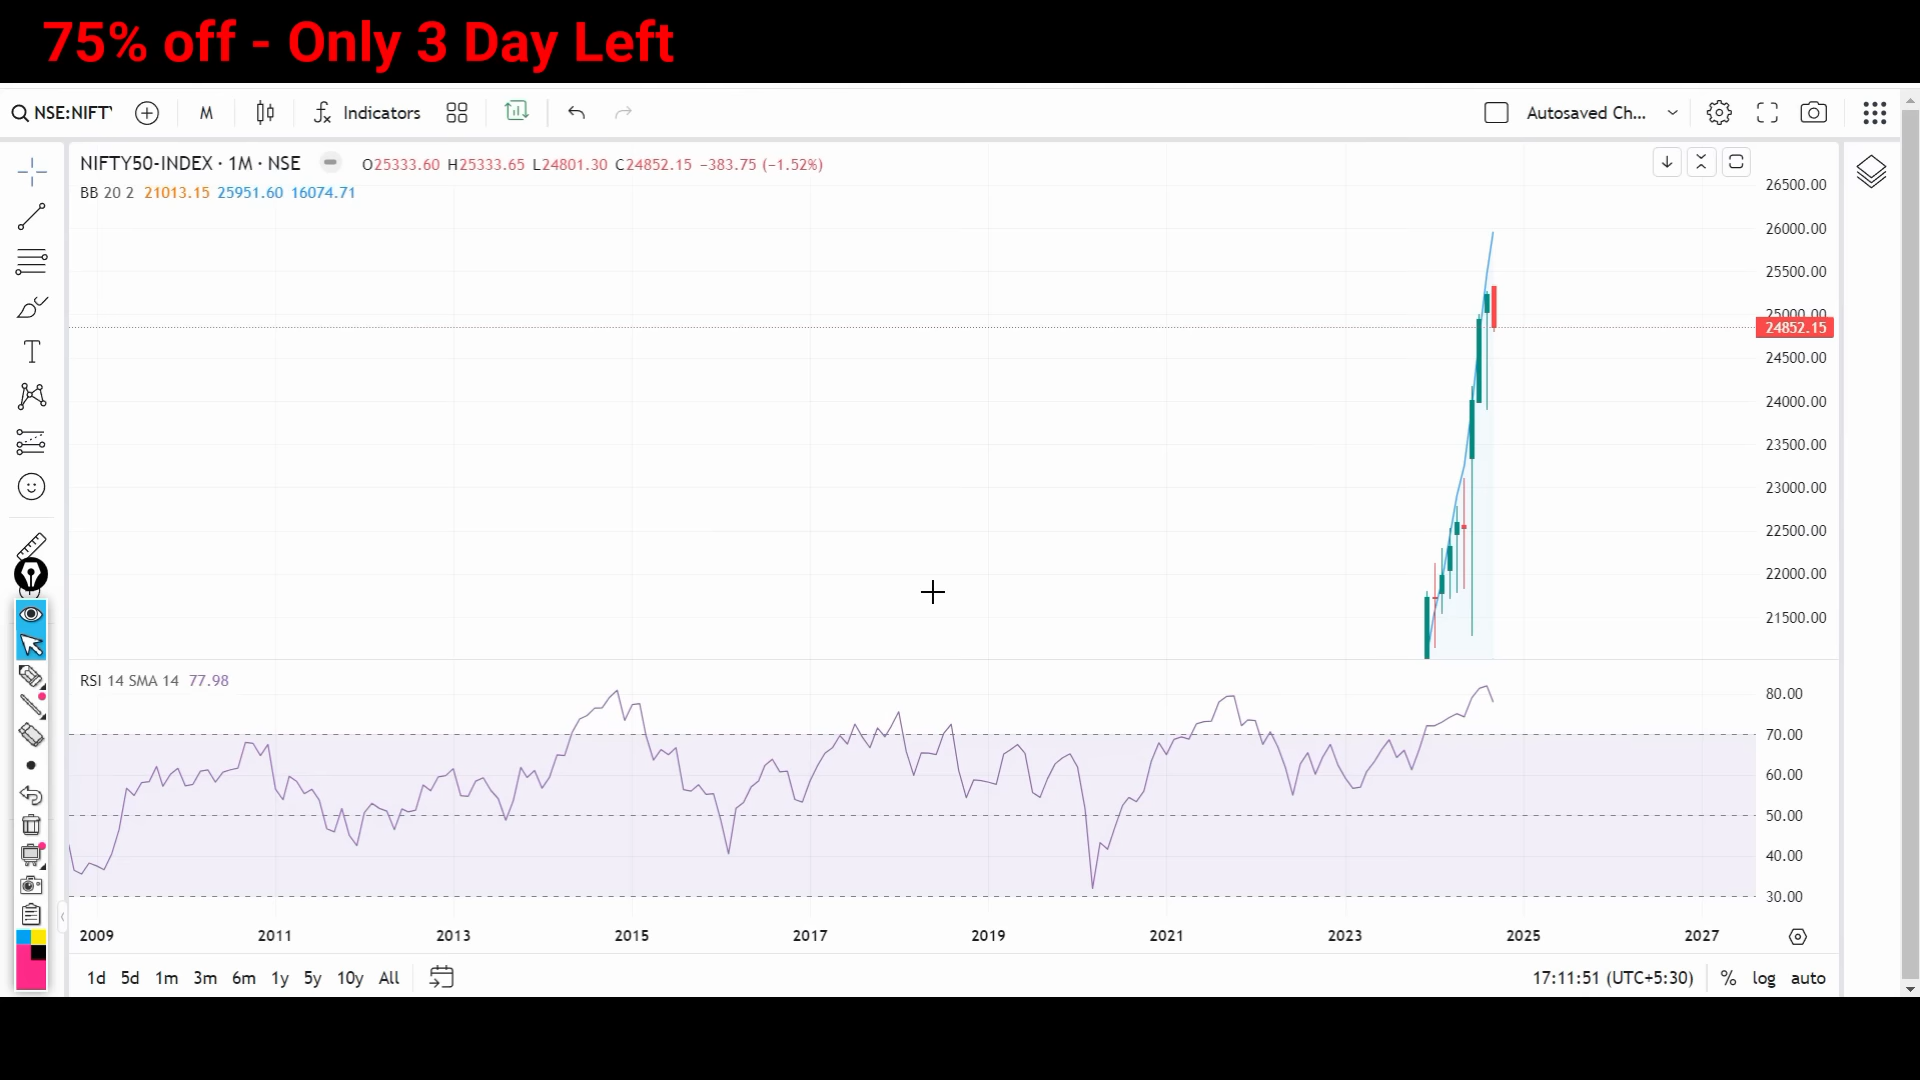 75% off - Only 3 Day Left
NSE:NIFT
M
Indicators
Autosaved Ch...
NIFTY50-INDEX · 1M · NSE
O25333.60 H25333.65 L24801.30 C24852.15 −383.75 (−1.52%)
BB 20 2 21013.15 25951.60 16074.71
26500.00
26000.00
25500.00
25000.00
24852.15
24500.00
24000.00
23500.00
23000.00
22500.00
22000.00
21500.00
RSI 14 SMA 14 77.98
80.00
70.00
60.00
50.00
40.00
30.00
2009 2011 2013 2015 2017 2019 2021 2023 2025 2027
1d 5d 1m 3m 6m 1y 5y 10y All
17:11:51 (UTC+5:30) % log auto